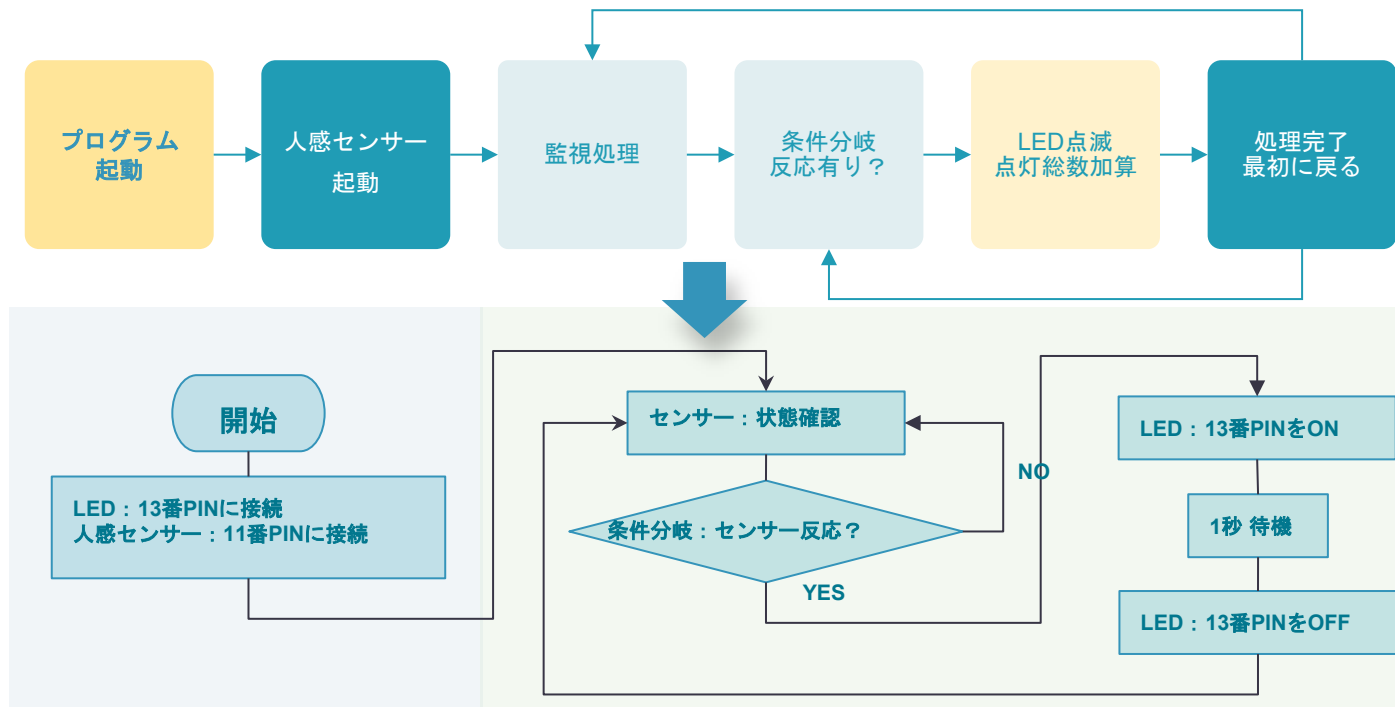 プログラム
起動
人感センサー
起動
監視処理
条件分岐
反応有り？
LED点滅
点灯総数加算
処理完了
最初に戻る
開始
LED：13番PINに接続
人感センサー：11番PINに接続
センサー：状態確認
NO
条件分岐：センサー反応？
YES
LED：13番PINをON
1秒 待機
LED：13番PINをOFF